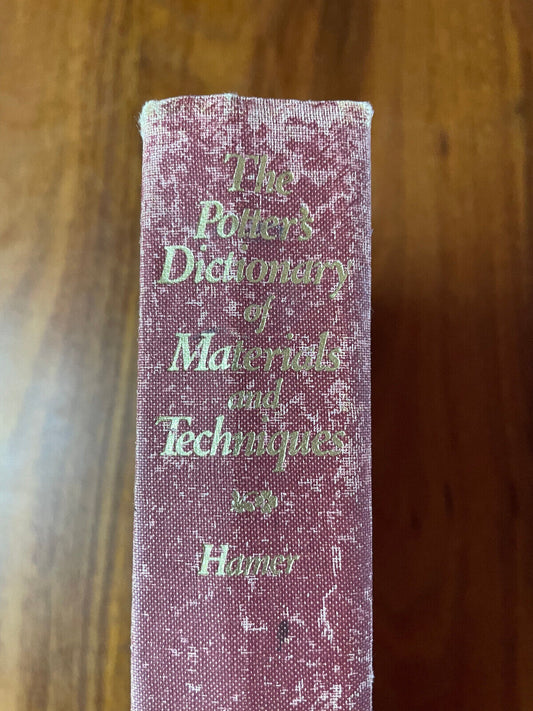 The
Potter's
Dictionary
of
Materials
and
Techniques
Hamer